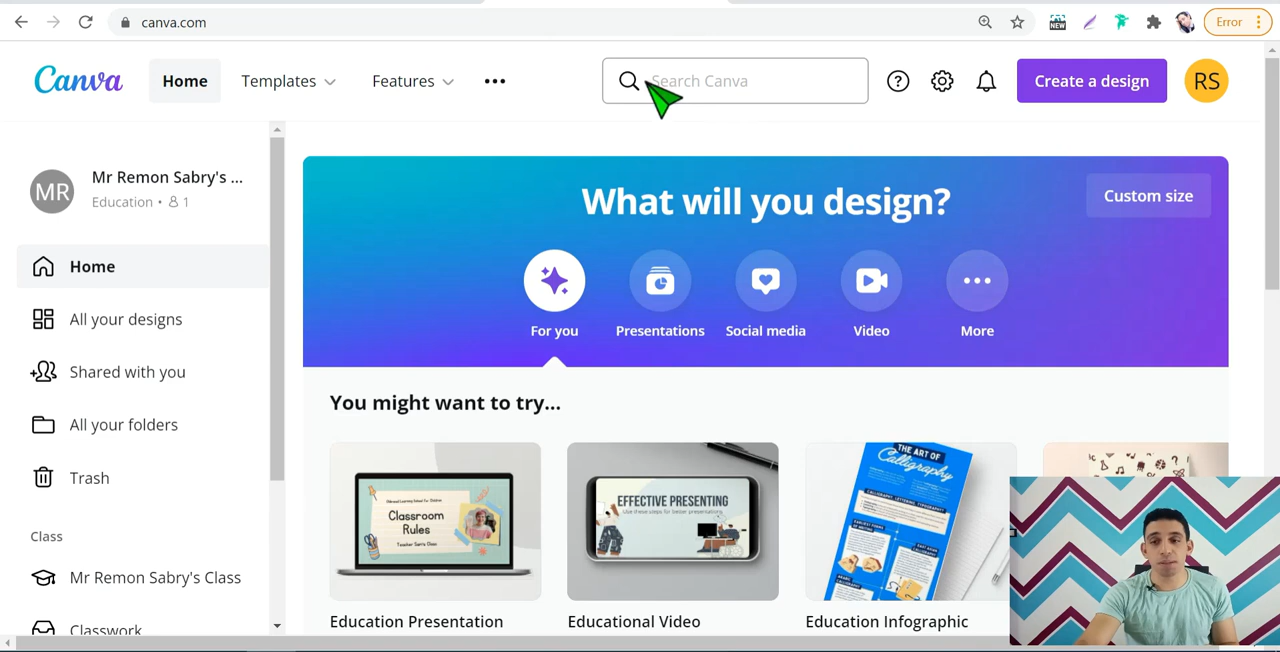 canva.com
NEW
Error
Canva
Home
Templates
Features
Search Canva
Create a design
RS
MR
Mr Remon Sabry's ...
Education • 1
Home
All your designs
Shared with you
All your folders
Trash
Class
Mr Remon Sabry's Class
Classwork
What will you design?
Custom size
For you
Presentations
Social media
Video
More
You might want to try...
Classroom
Rules
EFFECTIVE PRESENTING
THE ART OF
Calligraphy
Education Presentation
Educational Video
Education Infographic